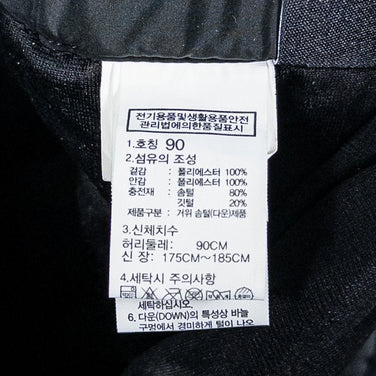 전기용품및생활용품안전
관리법에의한품질표시
1.호칭 90
2.섬유의 조성
겉감 : 폴리에스터 100%
안감 : 폴리에스터 100%
충전재 : 솜털 80%
깃털 20%
제품구분 : 거위 솜털(다운)제품
3.신체치수
허리둘레: 90CM
신 장: 175CM~185CM
4.세탁시 주의사항
세탁하십시오.
6. 다운(DOWN)의 특성상 바늘
구멍에서 경미하게 털이 나오